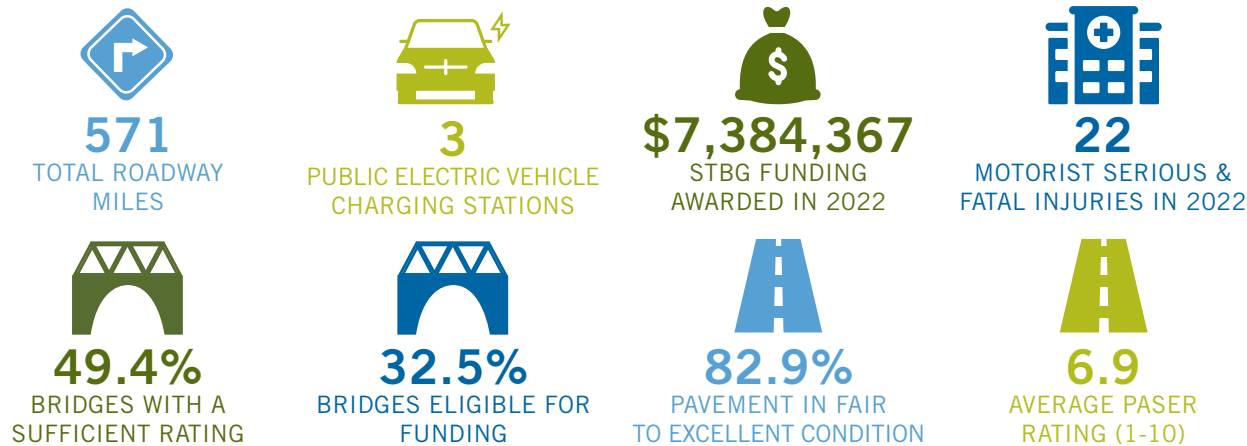 571
TOTAL ROADWAY
MILES
3
PUBLIC ELECTRIC VEHICLE
CHARGING STATIONS
$
$7,384,367
STBG FUNDING
AWARDED IN 2022
22
MOTORIST SERIOUS &
FATAL INJURIES IN 2022
49.4%
BRIDGES WITH A
SUFFICIENT RATING
32.5%
BRIDGES ELIGIBLE FOR
FUNDING
82.9%
PAVEMENT IN FAIR
TO EXCELLENT CONDITION
6.9
AVERAGE PASER
RATING (1-10)